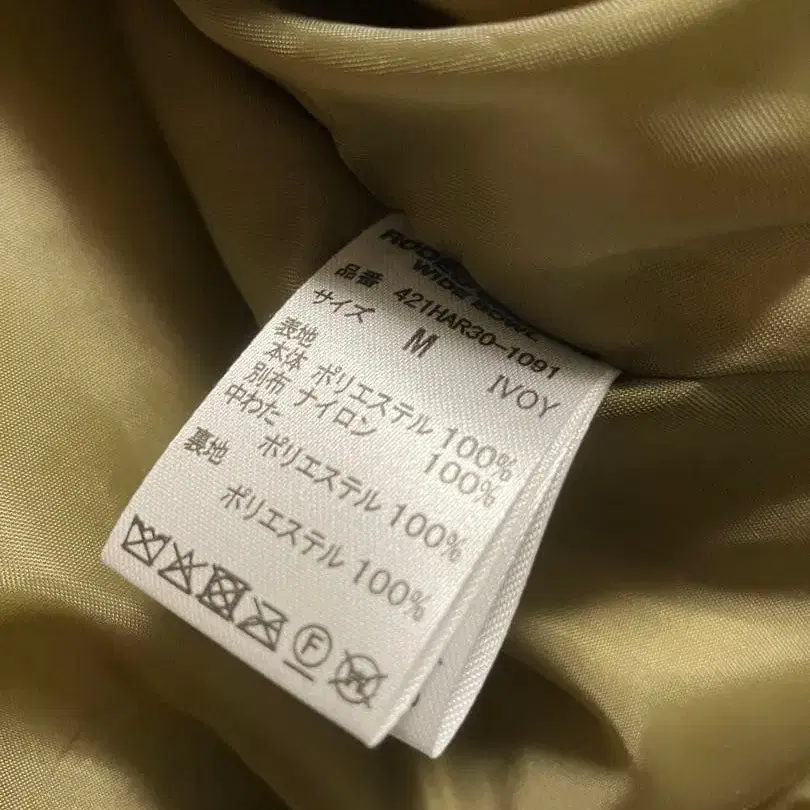 WIDE BOWL
品番 421HAR30-1091
サイズ M IVOY
表地
本体 ポリエステル 100%
別布 ナイロン 100%
中わた
ポリエステル 100%
裏地
ポリエステル 100%
F
W